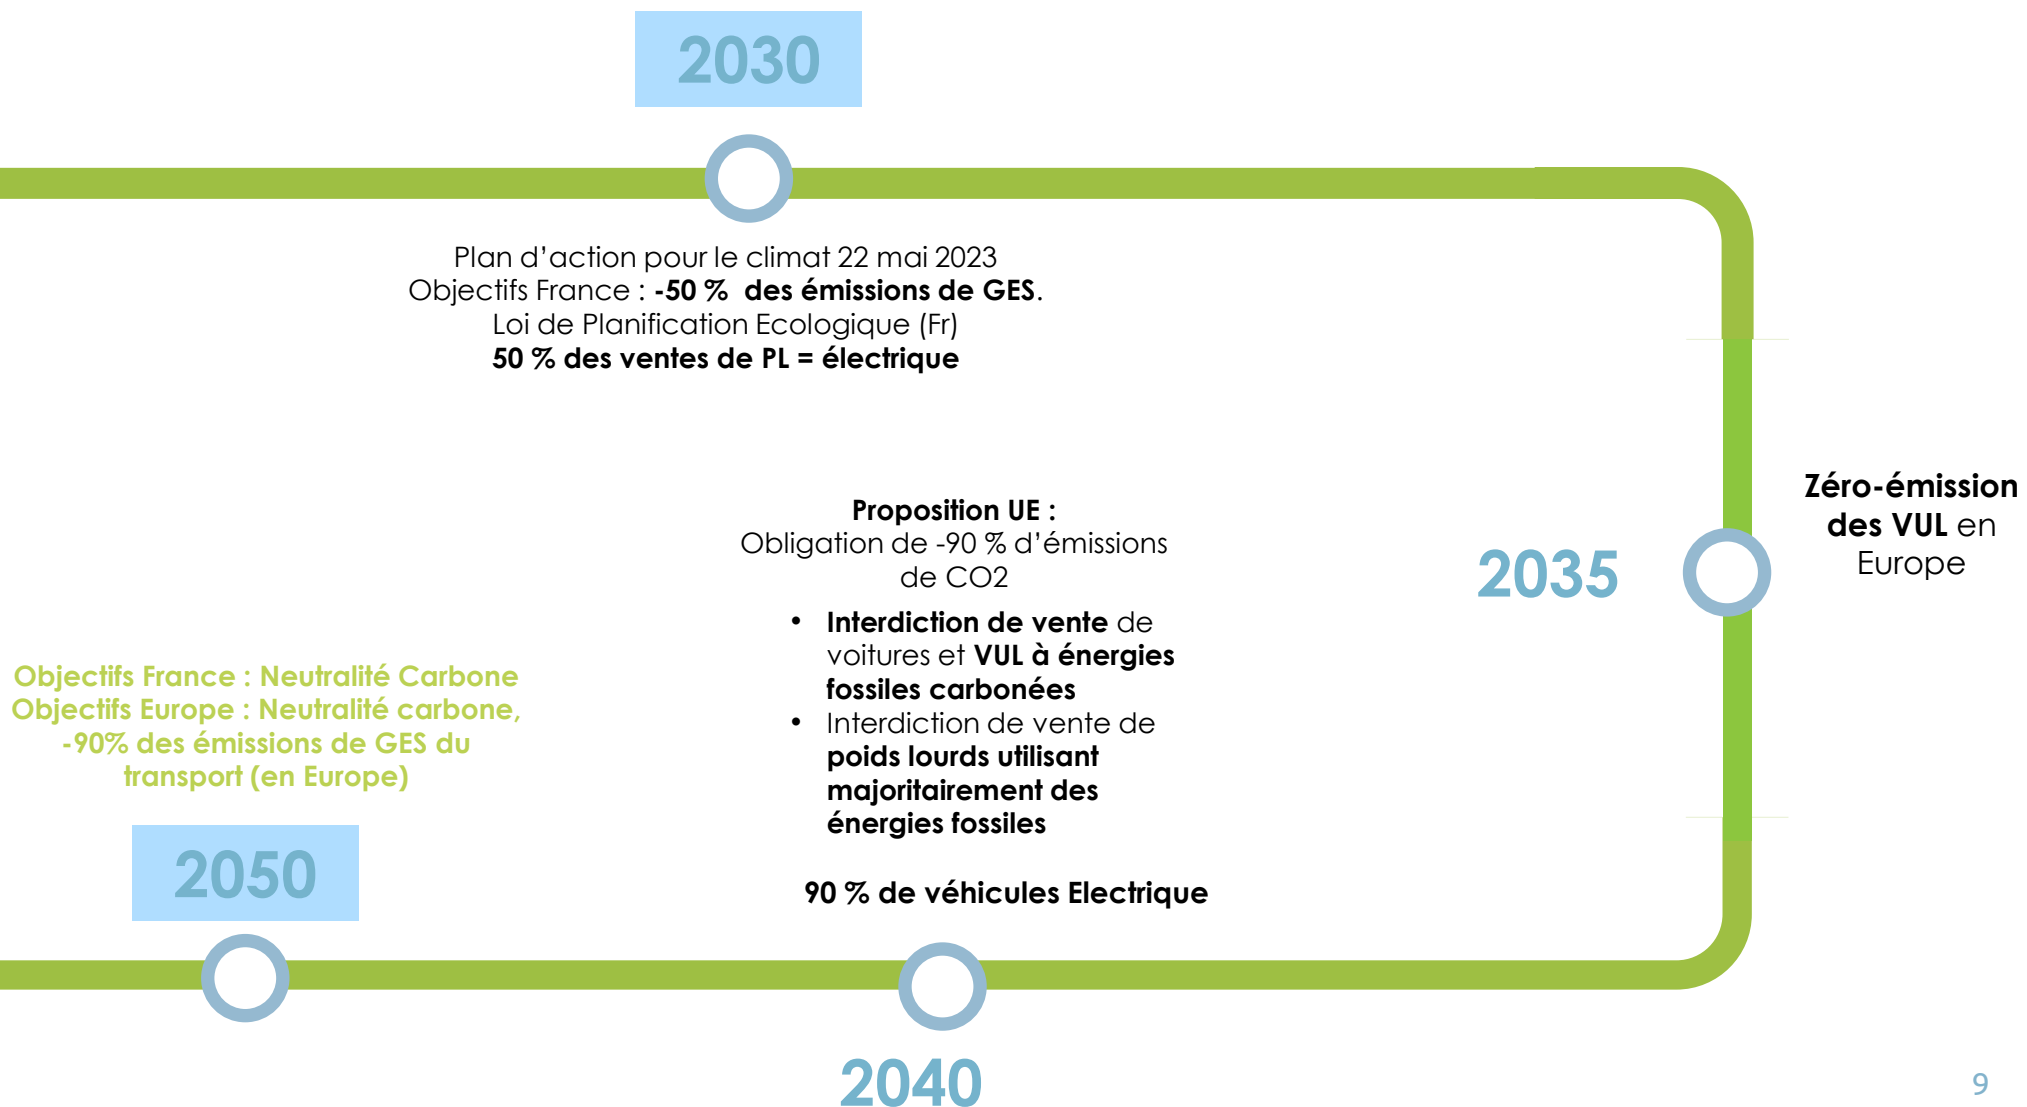 2030
Plan d’action pour le climat 22 mai 2023
Objectifs France : -50 %  des émissions de GES.
Loi de Planification Ecologique (Fr)
50 % des ventes de PL = électrique
Zéro-émission
des VUL en
Europe
2035
Proposition UE :
Obligation de -90 % d’émissions
de CO2
• Interdiction de vente de
voitures et VUL à énergies
fossiles carbonées
• Interdiction de vente de
poids lourds utilisant
majoritairement des
énergies fossiles
90 % de véhicules Electrique
2040
Objectifs France : Neutralité Carbone
Objectifs Europe : Neutralité carbone,
-90% des émissions de GES du
transport (en Europe)
2050
9